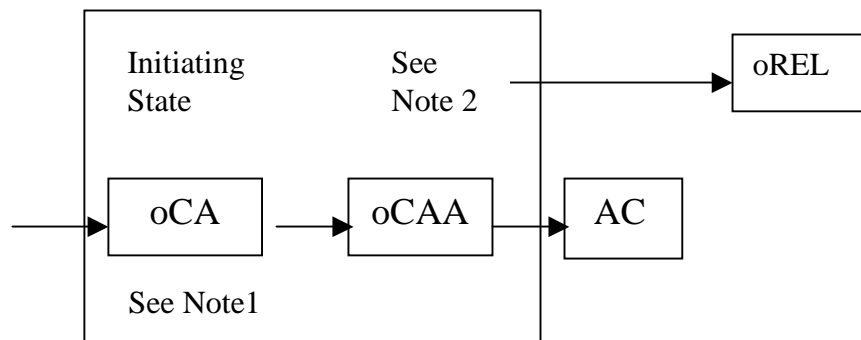 Initiating
State
See
Note 2
oREL
oCA
oCAA
AC
See Note1